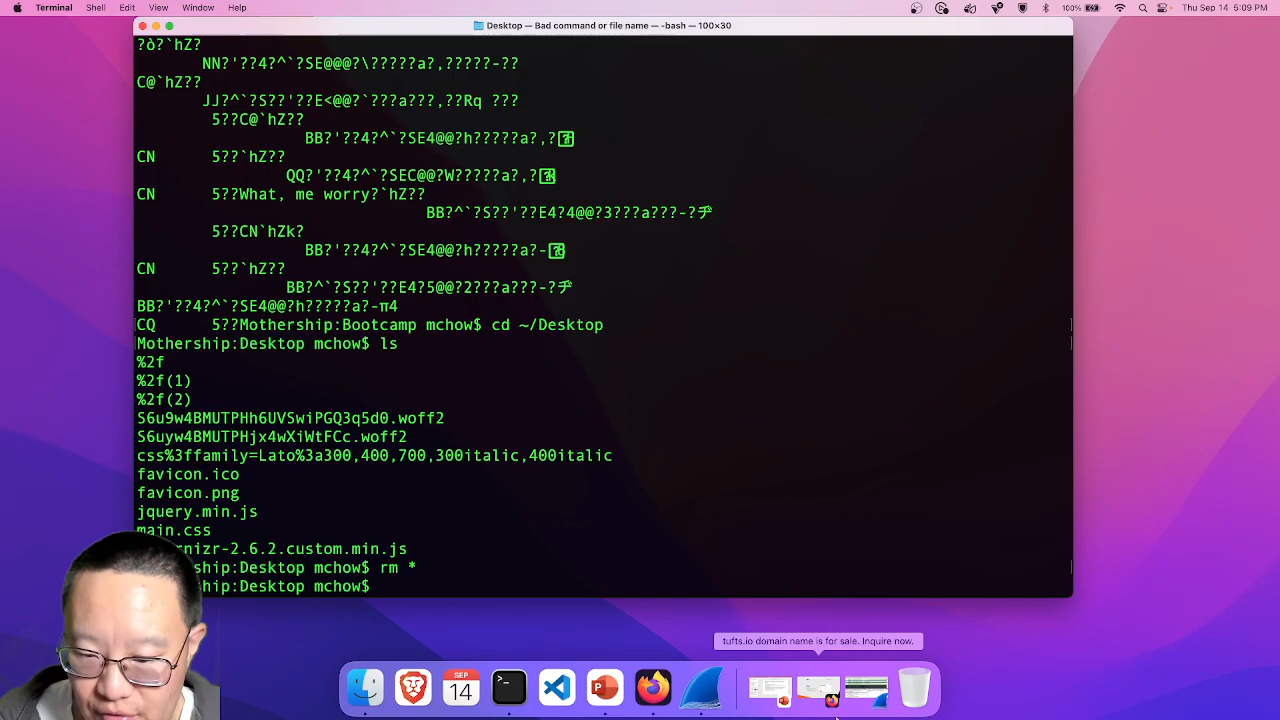 Terminal Shell Edit View Window Help 100% Thu Sep 14 5:09 PM
Desktop — Bad command or file name — -bash — 100×30
?ò?`hZ?
NN?'??4?^`?SE@@@?\?????a?,?????-??
C@`hZ??
JJ?^`?S??'??E<@@?`???a???,??Rq ???
5??C@`hZ??
BB?'??4?^`?SE4@@?h?????a?,?
CN 5??`hZ??
QQ?'??4?^`?SEC@@?W?????a?,?
CN 5??What, me worry?`hZ??
BB?^`?S??'??E4?4@@?3???a???-?ヂ
5??CN`hZk?
BB?'??4?^`?SE4@@?h?????a?-
CN 5??`hZ??
BB?^`?S??'??E4?5@@?2???a???-?ヂ
BB?'??4?^`?SE4@@?h?????a?-π4
CQ 5??Mothership:Bootcamp mchow$ cd ~/Desktop
Mothership:Desktop mchow$ ls
%2f
%2f(1)
%2f(2)
S6u9w4BMUTPHh6UVSwiPGQ3q5d0.woff2
S6uyw4BMUTPHjx4wXiWtFCc.woff2
css%3ffamily=Lato%3a300,400,700,300italic,400italic
favicon.ico
favicon.png
jquery.min.js
main.css
rnizr-2.6.2.custom.min.js
ship:Desktop mchow$ rm *
hip:Desktop mchow$
tufts.io domain name is for sale. Inquire now.
SEP
14